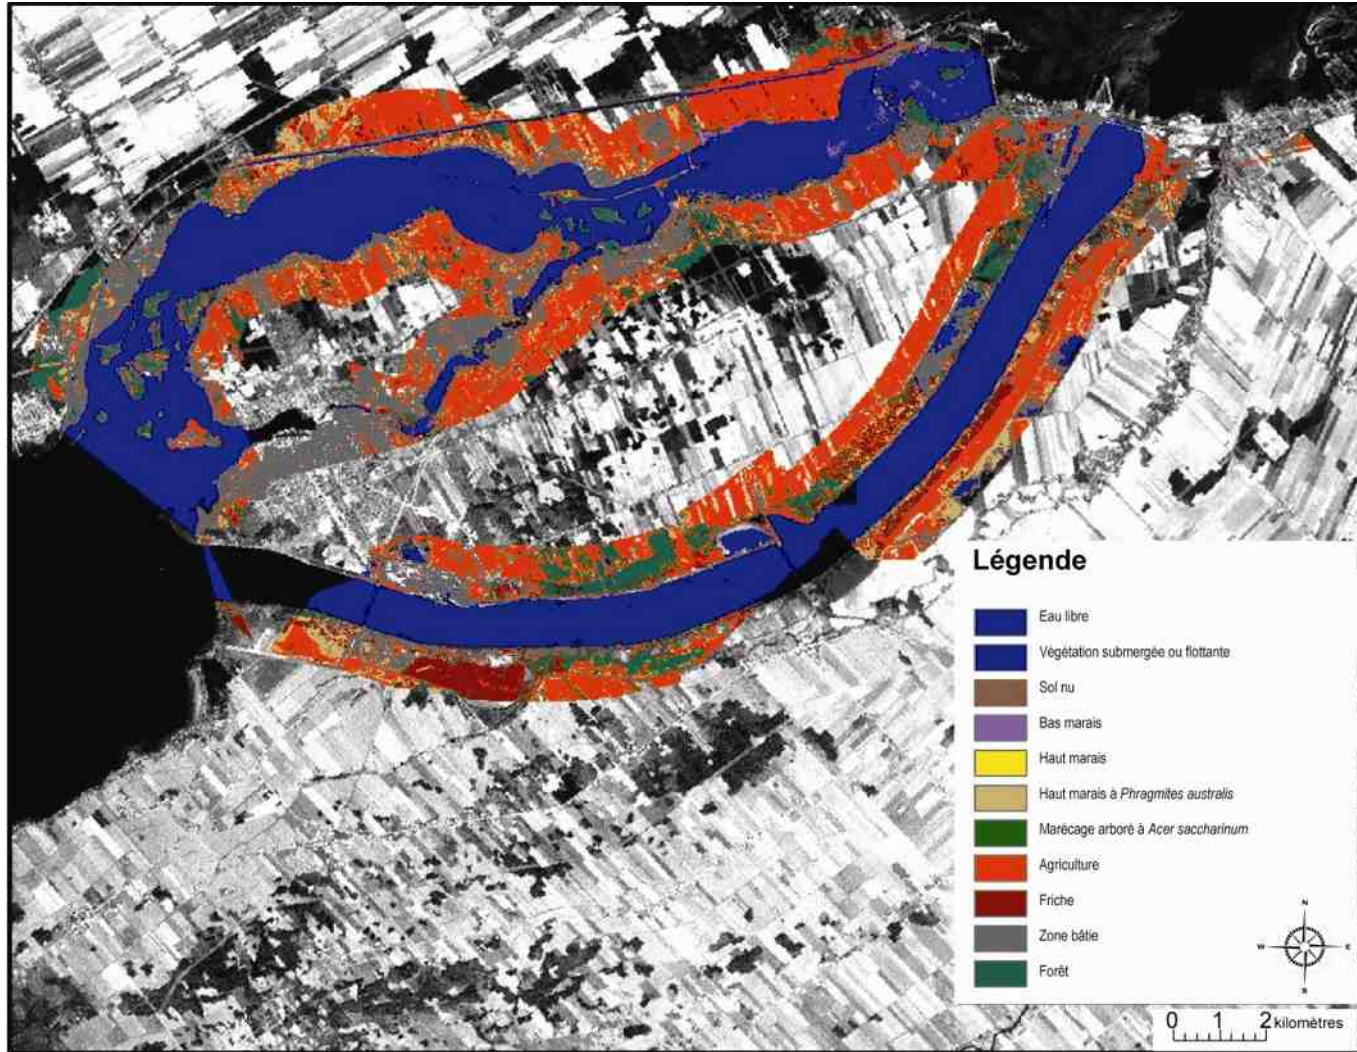 Légende
Eau libre
Végétation submergée ou flottante
Sol nu
Bas marais
Haut marais
Haut marais à Phragmites australis
Marécage arboré à Acer saccharinum
Agriculture
Friche
Zone bâtie
Forêt
N
W E
S
0 1 2 kilomètres